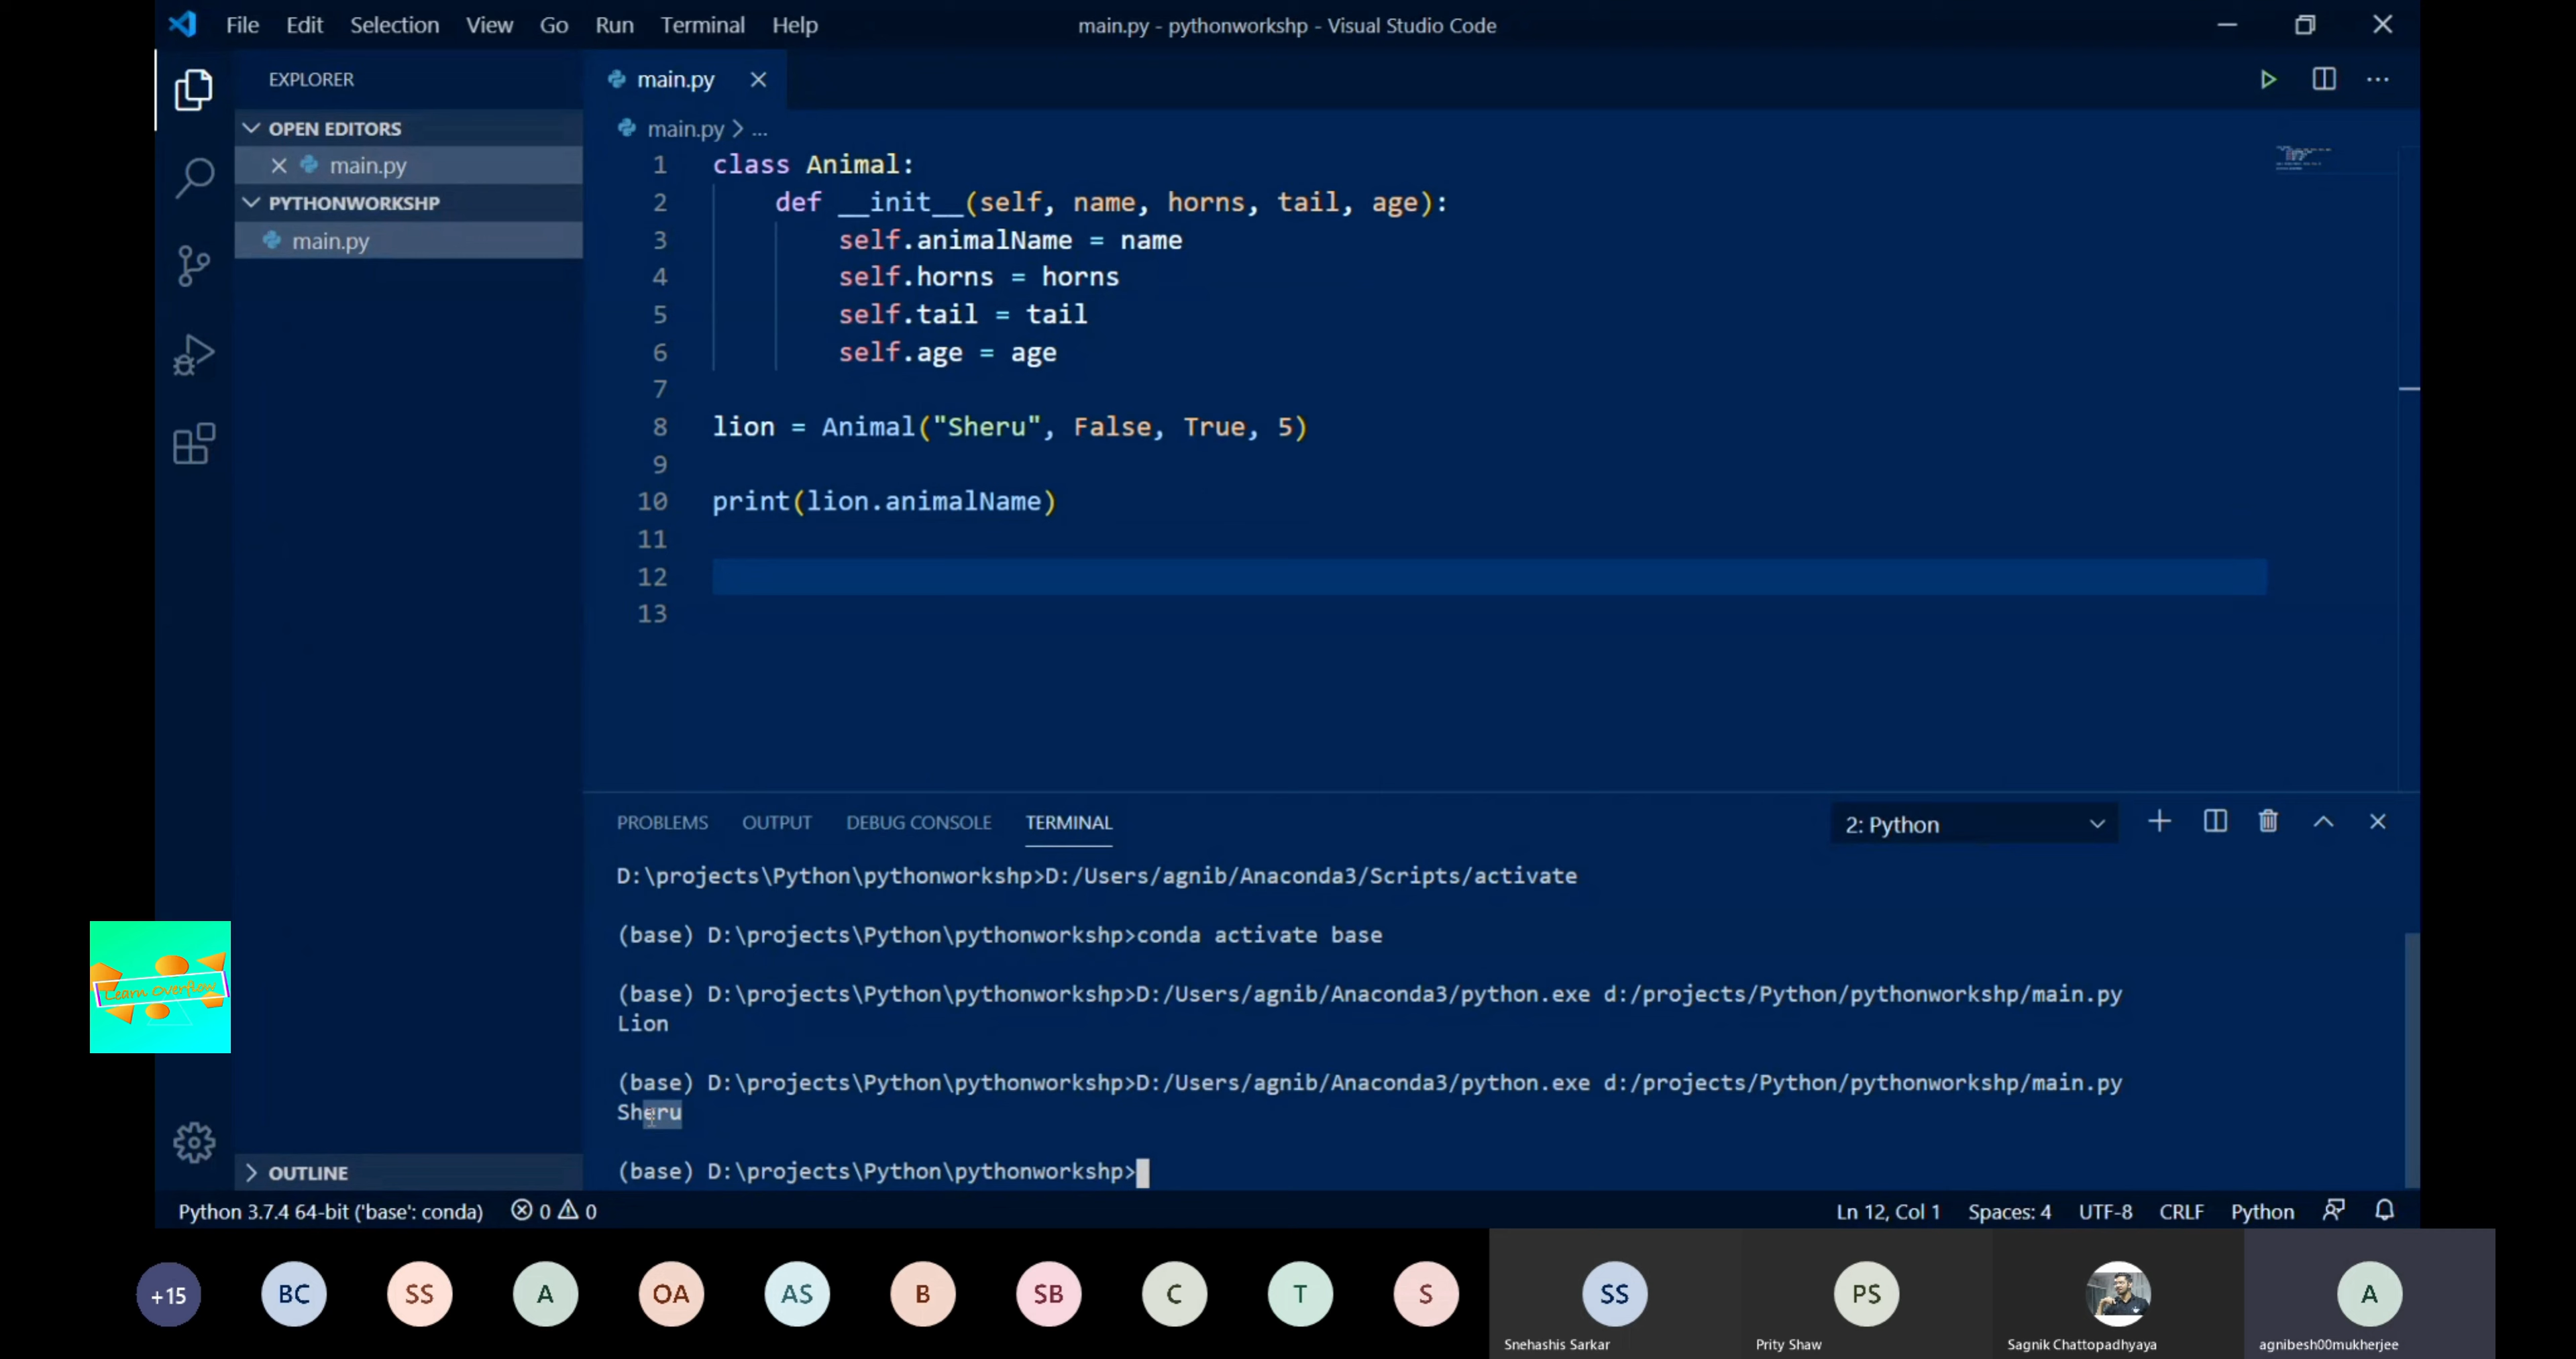 File Edit Selection View Go Run Terminal Help main.py - pythonworkshp - Visual Studio Code
EXPLORER
OPEN EDITORS
main.py
PYTHONWORKSHP
main.py
OUTLINE
main.py
main.py > ...
1 class Animal:
2     def __init__(self, name, horns, tail, age):
3         self.animalName = name
4         self.horns = horns
5         self.tail = tail
6         self.age = age
7
8 lion = Animal("Sheru", False, True, 5)
9
10 print(lion.animalName)
11
12
13
PROBLEMS OUTPUT DEBUG CONSOLE TERMINAL 2: Python
D:\projects\Python\pythonworkshp>D:/Users/agnib/Anaconda3/Scripts/activate
(base) D:\projects\Python\pythonworkshp>conda activate base
(base) D:\projects\Python\pythonworkshp>D:/Users/agnib/Anaconda3/python.exe d:/projects/Python/pythonworkshp/main.py
Lion
(base) D:\projects\Python\pythonworkshp>D:/Users/agnib/Anaconda3/python.exe d:/projects/Python/pythonworkshp/main.py
Sheru
(base) D:\projects\Python\pythonworkshp>
Learn Overflow
Python 3.7.4 64-bit ('base': conda) 0 0 Ln 12, Col 1 Spaces: 4 UTF-8 CRLF Python
+15 BC SS A OA AS B SB C T S SS PS A
Snehashis Sarkar Prity Shaw Sagnik Chattopadhyaya agnibesh00mukherjee